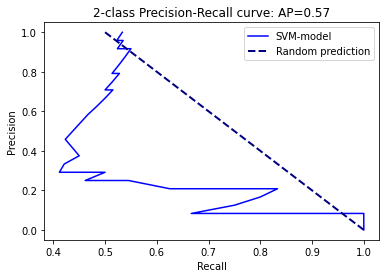 2-class Precision-Recall curve: AP=0.57
SVM-model
Random prediction
Precision
1.0
0.8
0.6
0.4
0.2
0.0
0.4 0.5 0.6 0.7 0.8 0.9 1.0
Recall